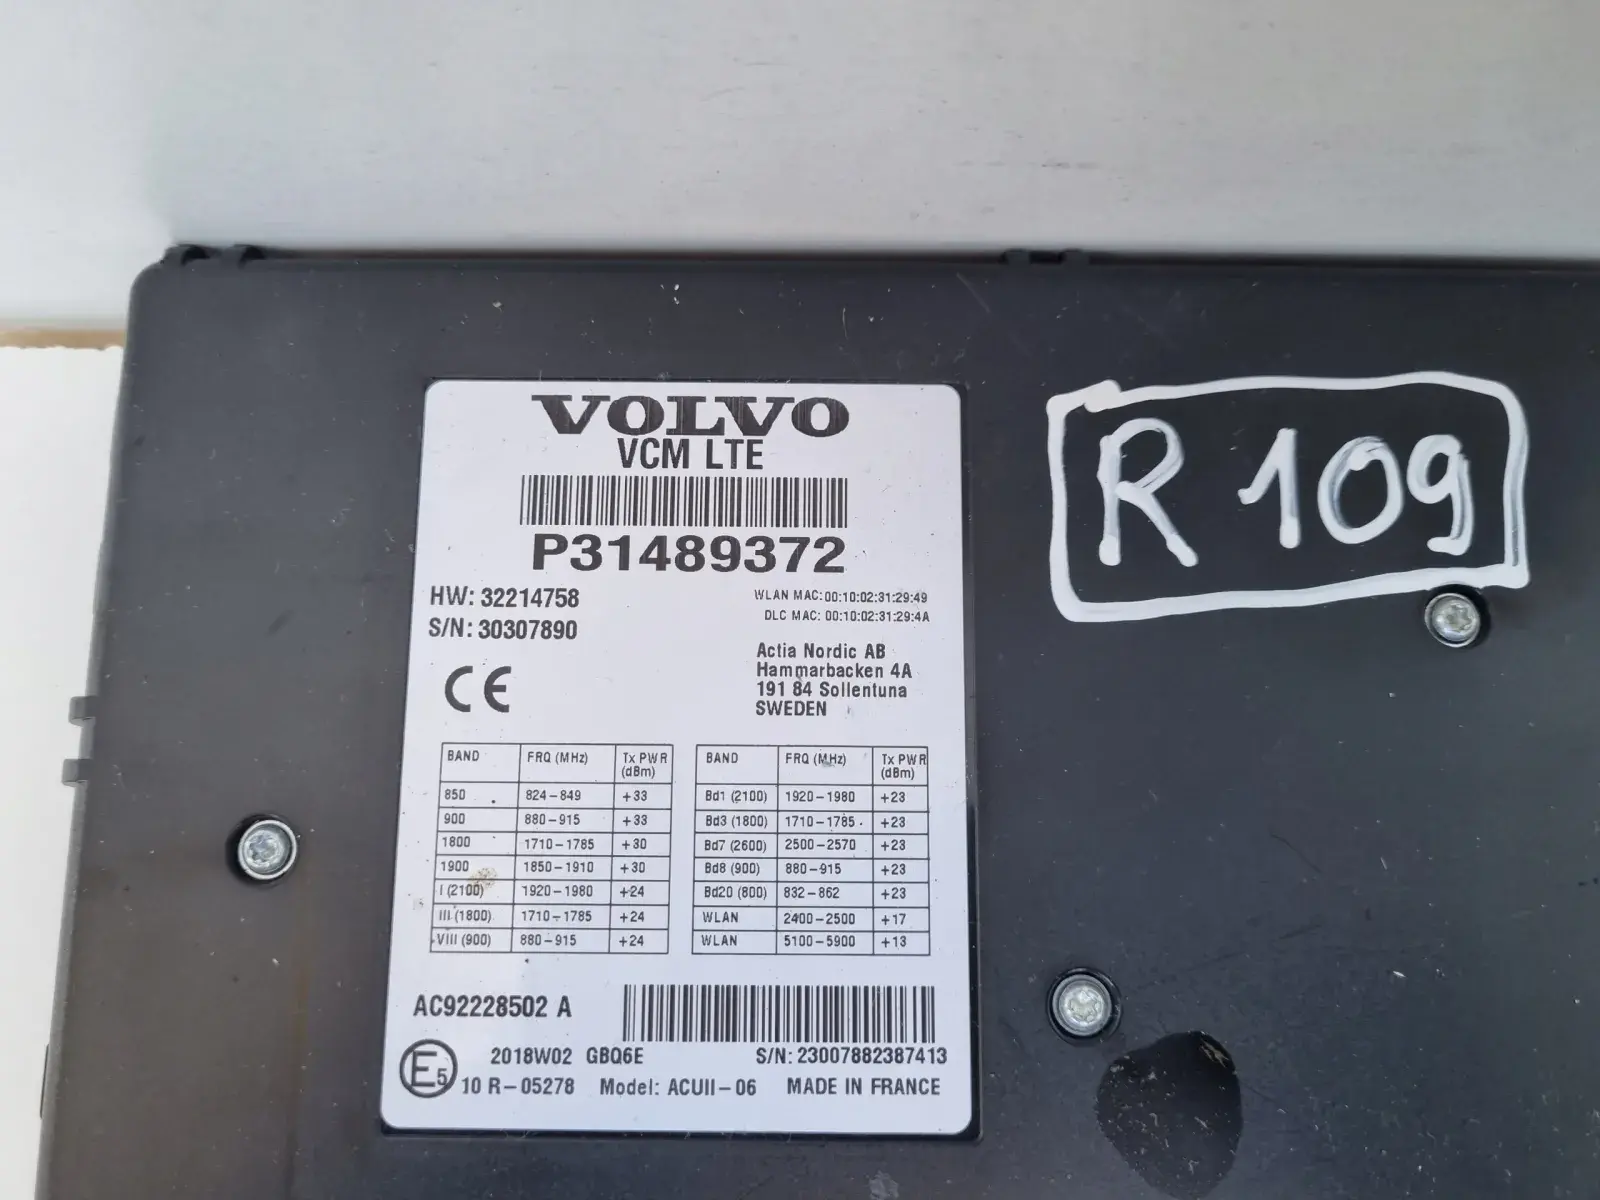 VOLVO
VCM LTE
P31489372
R 109
HW: 32214758
S/N: 30307890
WLAN MAC: 00:10:02:31:29:49
DLC MAC: 00:10:02:31:29:4A
CE
Actia Nordic AB
Hammarbacken 4A
191 84 Sollentuna
SWEDEN
BAND FRQ (MHz) Tx PWR (dBm)
850 824-849 +33
900 880-915 +33
1800 1710-1785 +30
1900 1850-1910 +30
I (2100) 1920-1980 +24
III (1800) 1710-1785 +24
VIII (900) 880-915 +24
BAND FRQ (MHz) Tx PWR (dBm)
Bd1 (2100) 1920-1980 +23
Bd3 (1800) 1710-1785 +23
Bd7 (2600) 2500-2570 +23
Bd8 (900) 880-915 +23
Bd20 (800) 832-862 +23
WLAN 2400-2500 +17
WLAN 5100-5900 +13
AC92228502 A
2018W02 GBQ6E S/N: 23007882387413
E5 10 R-05278 Model: ACUII-06 MADE IN FRANCE